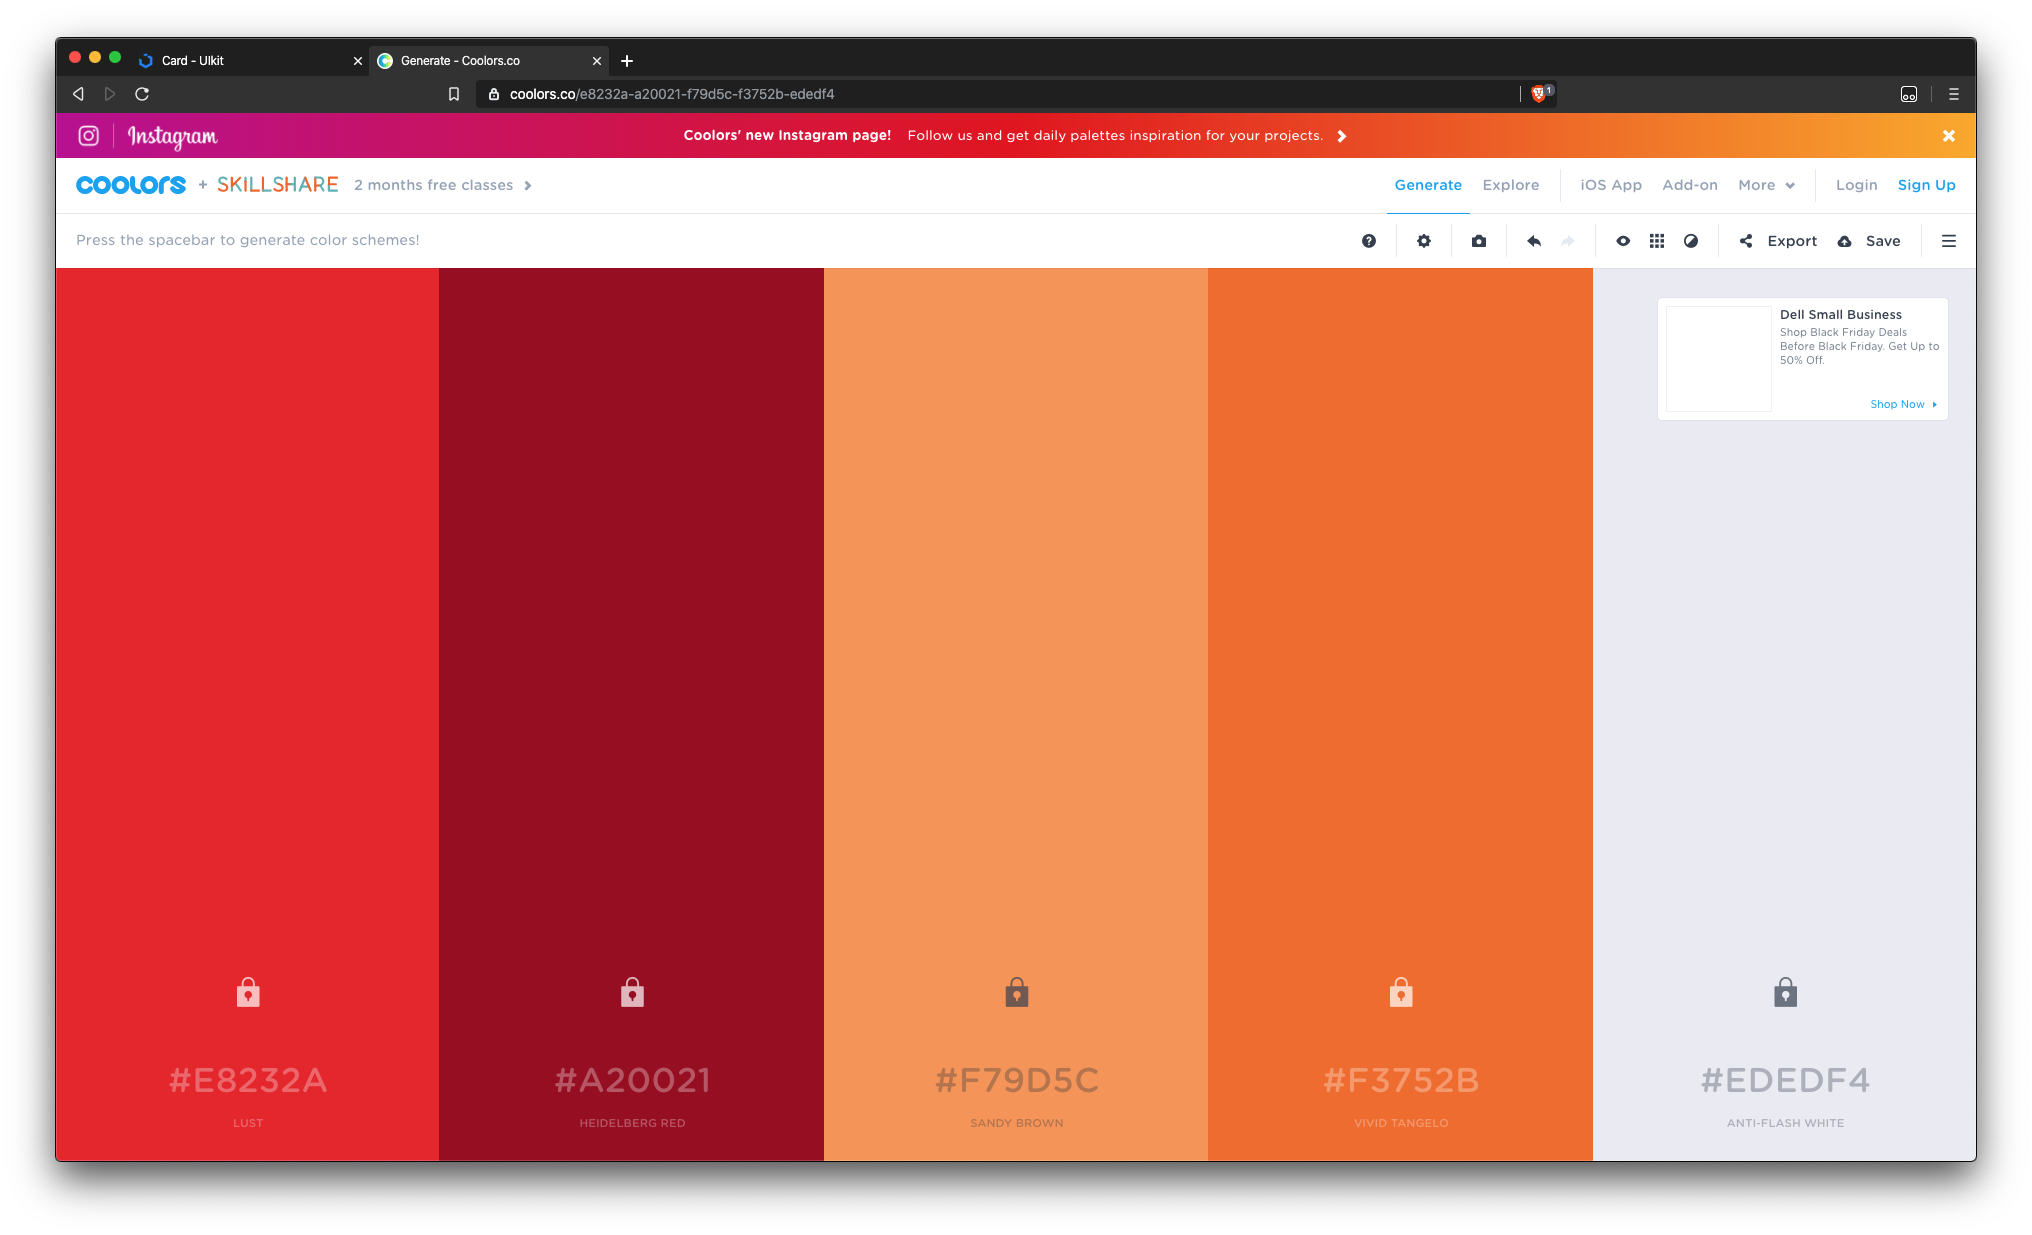 Card - UIkit
Generate - Coolors.co
coolors.co/e8232a-a20021-f79d5c-f3752b-ededf4
1
Instagram
Coolors' new Instagram page! Follow us and get daily palettes inspiration for your projects.
coolors + SKILLSHARE 2 months free classes
Generate Explore iOS App Add-on More Login Sign Up
Press the spacebar to generate color schemes!
Export Save
Dell Small Business
Shop Black Friday Deals
Before Black Friday. Get Up to
50% Off.
Shop Now
#E8232A
LUST
#A20021
HEIDELBERG RED
#F79D5C
SANDY BROWN
#F3752B
VIVID TANGELO
#EDEDF4
ANTI-FLASH WHITE